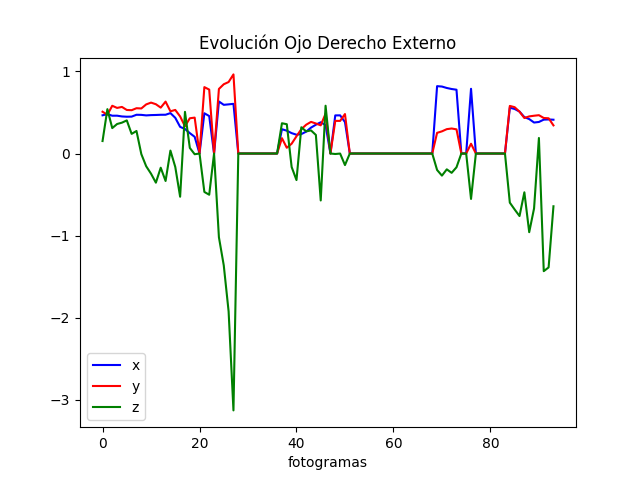 Evolución Ojo Derecho Externo
1
0
−1
−2
−3
x
y
z
0 20 40 60 80
fotogramas